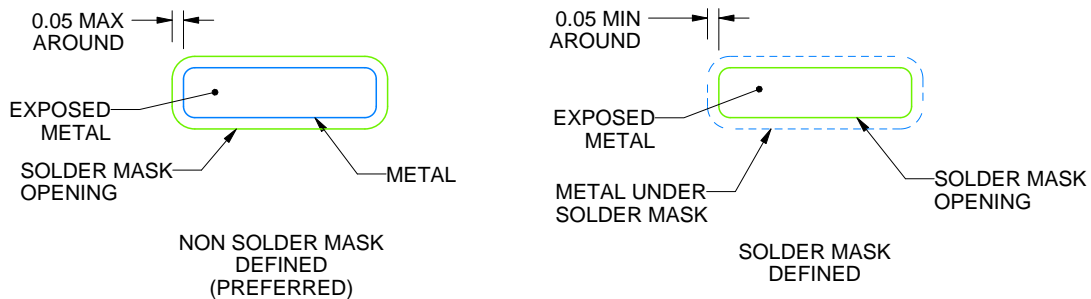 0.05 MAX
AROUND
EXPOSED
METAL
SOLDER MASK
OPENING
METAL
NON SOLDER MASK
DEFINED
(PREFERRED)
0.05 MIN
AROUND
EXPOSED
METAL
METAL UNDER
SOLDER MASK
SOLDER MASK
OPENING
SOLDER MASK
DEFINED